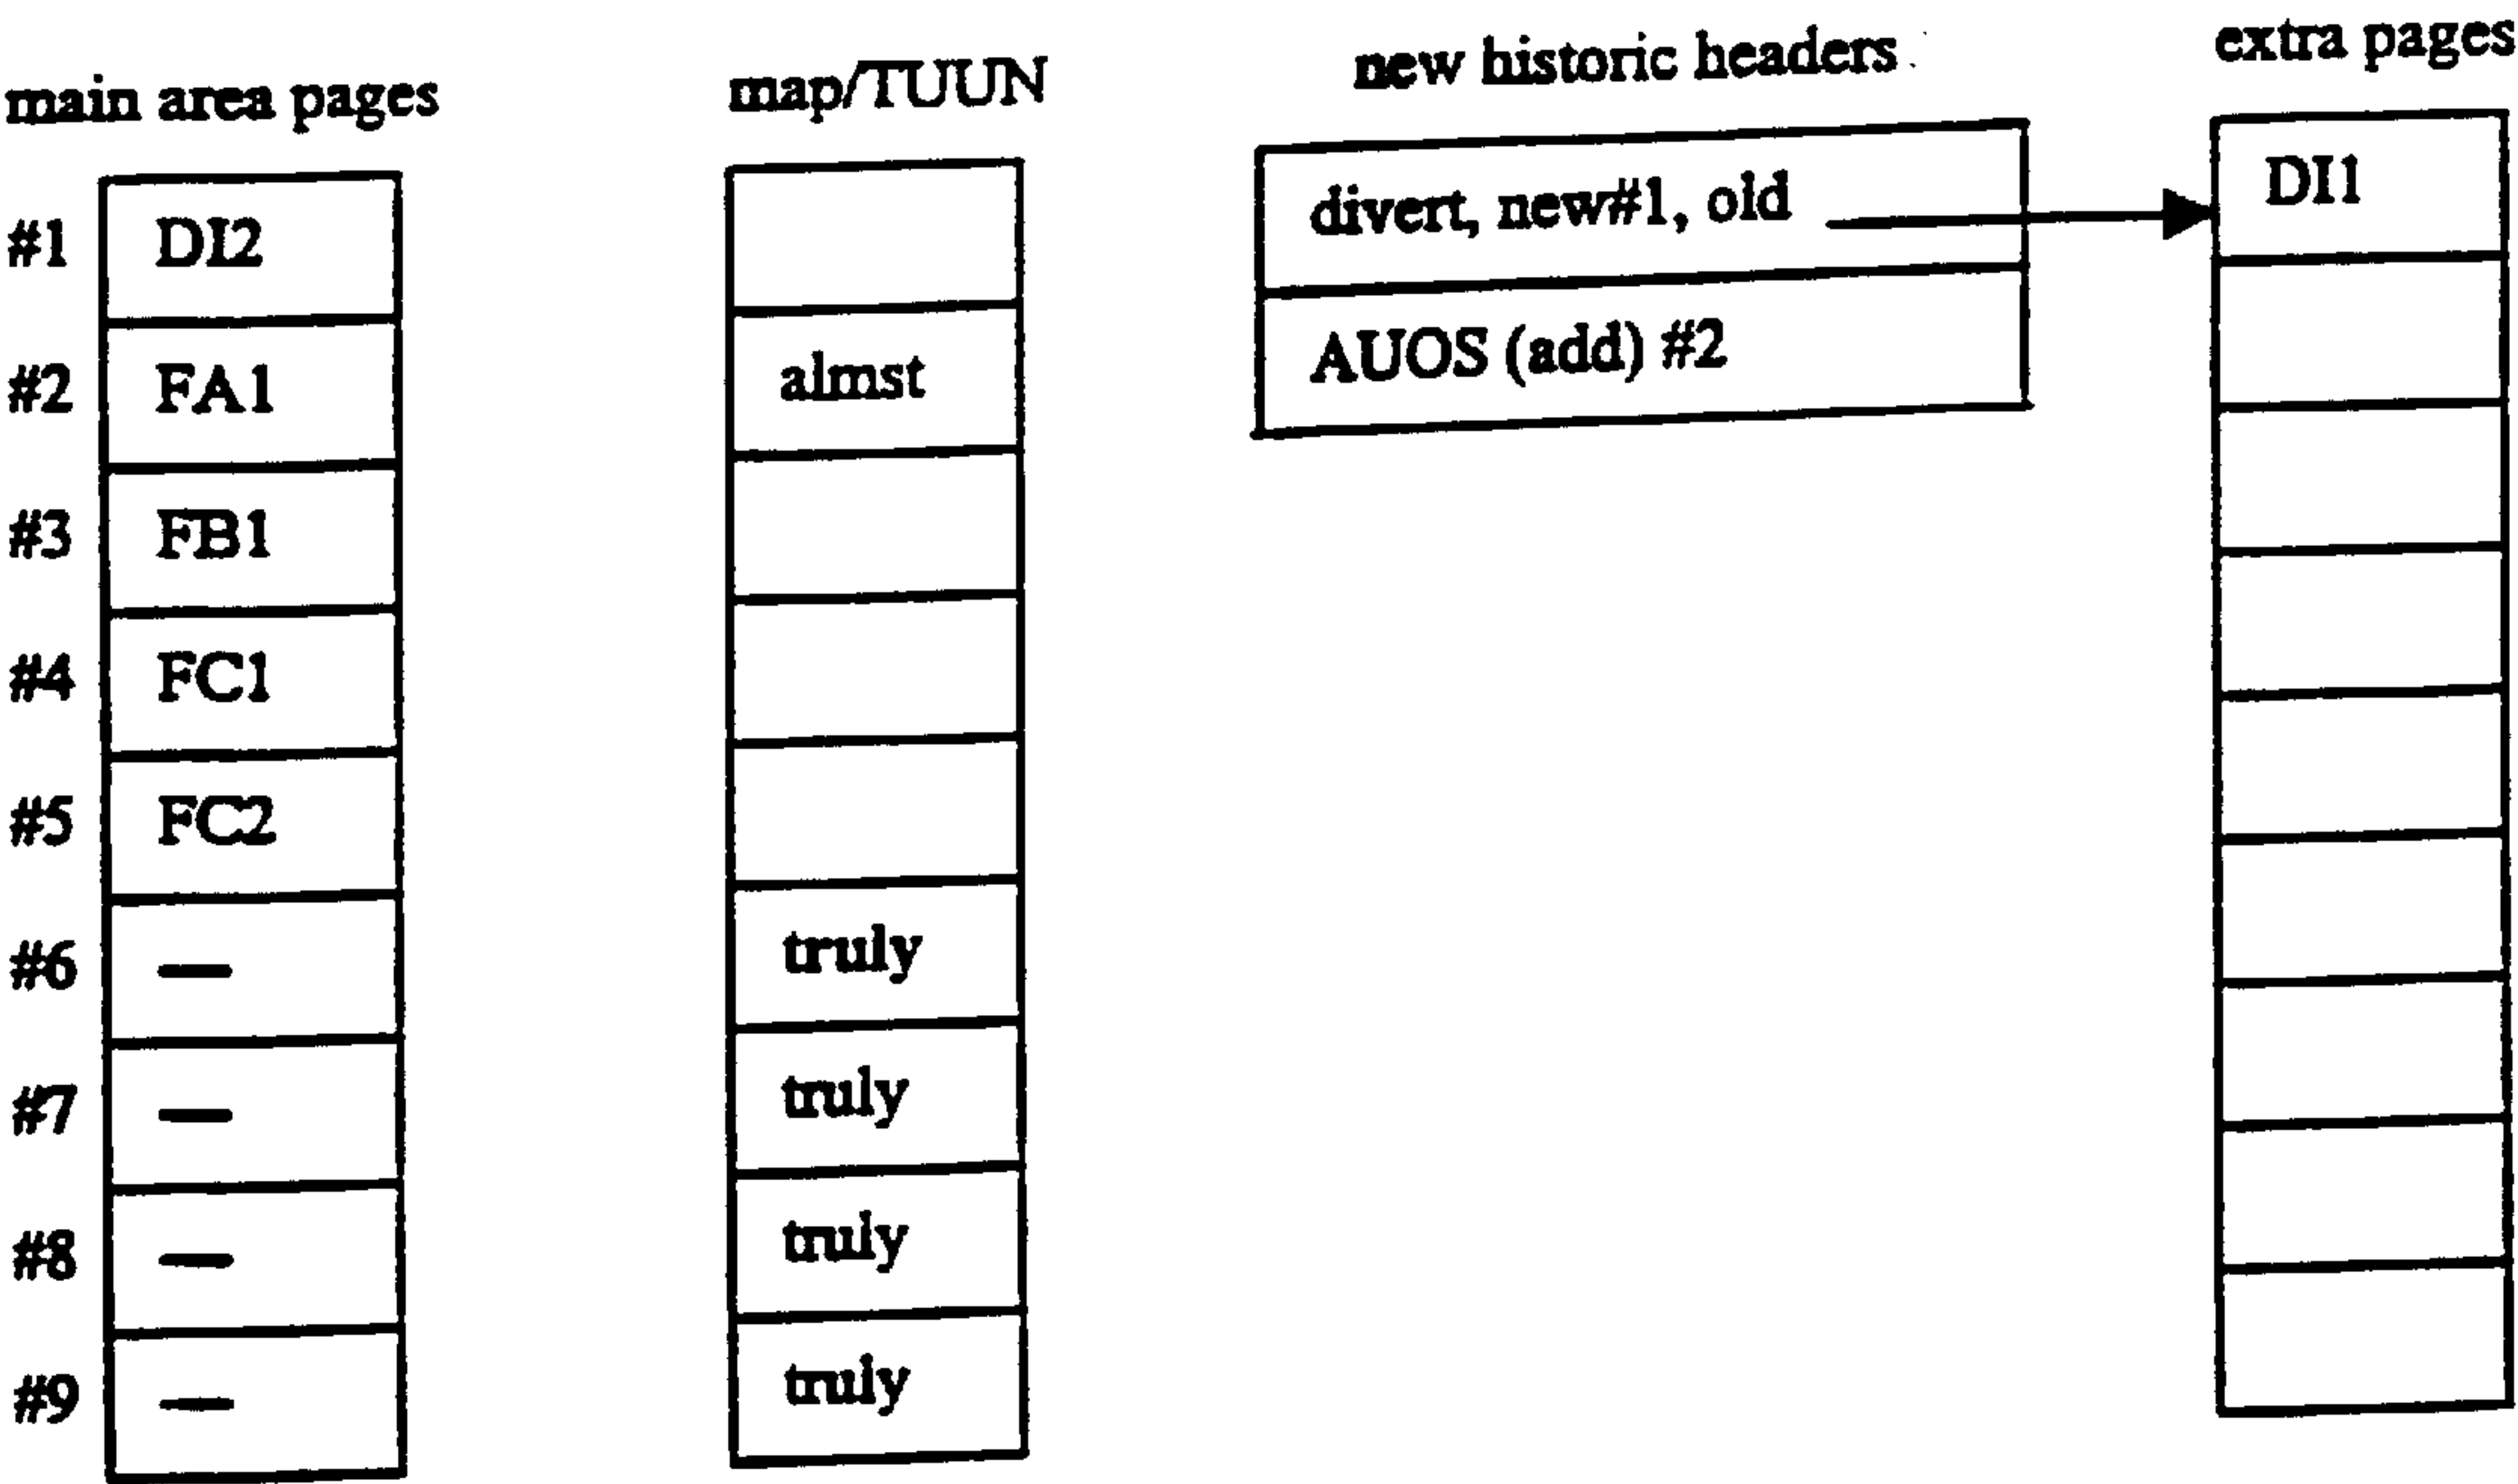 main area pages
#1 DI2
#2 FA1
#3 FB1
#4 FC1
#5 FC2
#6 —
#7 —
#8 —
#9 —
map/TUUN
almst
truly
truly
truly
truly
new historic headers
divert, new#1, old
AUOS (add) #2
extra pages
DI1